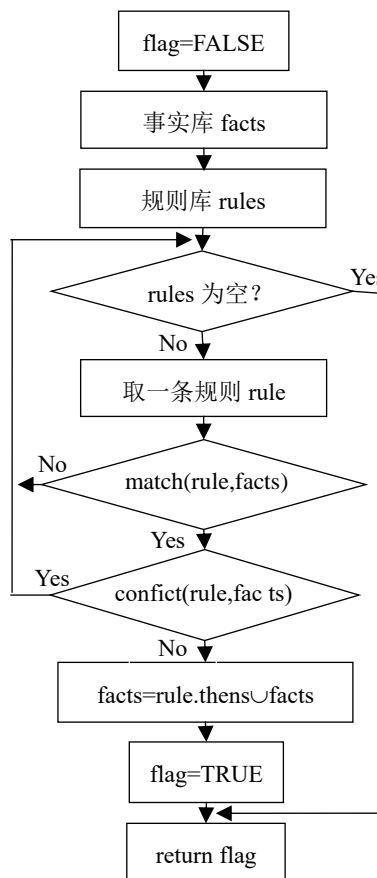 flag=FALSE
事实库 facts
规则库 rules
rules 为空?
Yes
No
取一条规则 rule
No
match(rule,facts)
Yes
Yes
confict(rule,fac ts)
No
facts=rule.thens∪facts
flag=TRUE
return flag